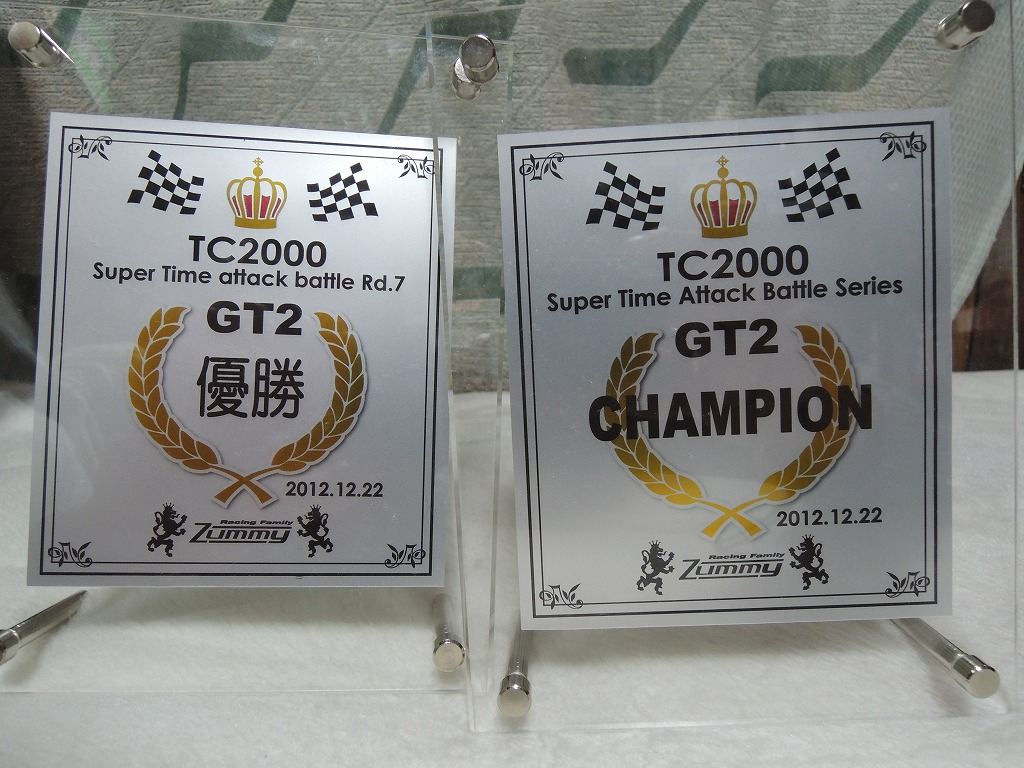 TC2000
Super Time attack battle Rd.7
GT2
優勝
2012.12.22
Racing Family
Zummy
TC2000
Super Time Attack Battle Series
GT2
CHAMPION
2012.12.22
Racing Family
Zummy